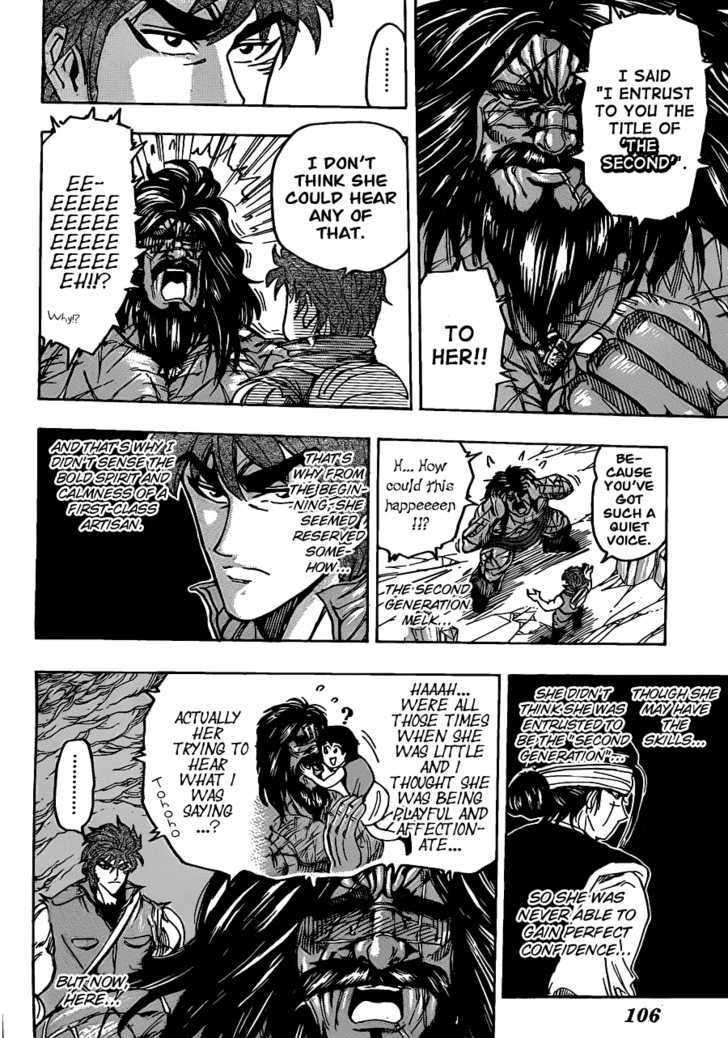 I SAID
"I ENTRUST
TO YOU THE
TITLE OF
'THE
SECOND'".
TO
HER!!
.........
I DON'T
THINK SHE
COULD HEAR
ANY OF
THAT.
EE-
EEEEE
EEEEE
EEEEE
EEEEE
EH!!?
Why!?
BE-
CAUSE
YOU'VE
GOT
SUCH A
QUIET
VOICE.
H... How
could this
happeeeen
!!?
THE SECOND
GENERATION
MELK...
THAT'S
WHY FROM
THE BEGIN-
NING, SHE
SEEMED
RESERVED
SOME-
HOW...
AND THAT'S WHY I
DIDN'T SENSE THE
BOLD SPIRIT AND
CALMNESS OF A
FIRST-CLASS
ARTISAN.
THOUGH SHE
MAY HAVE
THE
SKILLS...
SHE DIDN'T
THINK SHE WAS
ENTRUSTED TO
BE THE "SECOND
GENERATION"...
SO SHE WAS
NEVER ABLE TO
GAIN PERFECT
CONFIDENCE...
HAAAH...
WERE ALL
THOSE TIMES
WHEN SHE
WAS LITTLE
AND I
THOUGHT SHE
WAS BEING
PLAYFUL AND
AFFECTION-
ATE...
?
ACTUALLY
HER
TRYING TO
HEAR
WHAT I
WAS
SAYING
...?
TOHOHO
.........
BUT NOW,
HERE...
106